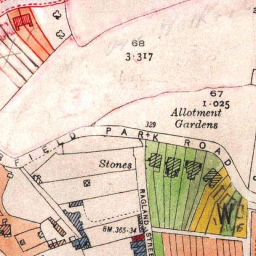 68
3·317
67
1·025
Allotment
Gardens
329
FIELD PARK ROAD
Stones
RAGLAND STREET
BM.365·34
W